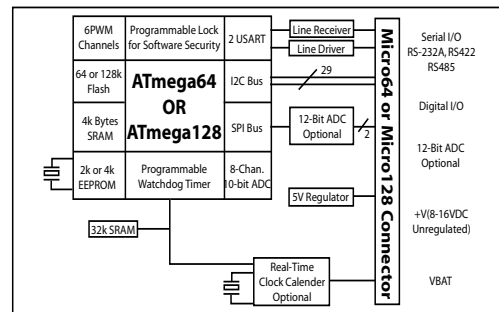 6PWM
Channels
Programmable Lock
for Software Security
2 USART
Line Receiver
Line Driver
Serial I/O
RS-232A, RS422
RS485
64 or 128k
Flash
ATmega64
OR
ATmega128
I2C Bus
29
Digital I/O
4k Bytes
SRAM
SPI Bus
12-Bit ADC
Optional
2
12-Bit ADC
Optional
2k or 4k
EEPROM
Programmable
Watchdog Timer
8-Chan.
10-bit ADC
5V Regulator
Micro64 or Micro128 Connector
+V(8-16VDC
Unregulated)
32k SRAM
Real-Time
Clock Calender
Optional
VBAT